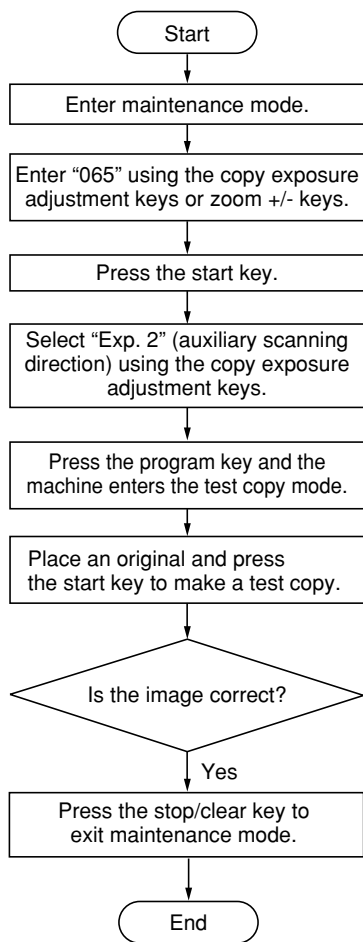 Start
Enter maintenance mode.
Enter “065” using the copy exposure
adjustment keys or zoom +/- keys.
Press the start key.
Select “Exp. 2” (auxiliary scanning
direction) using the copy exposure
adjustment keys.
Press the program key and the
machine enters the test copy mode.
Place an original and press
the start key to make a test copy.
Is the image correct?
Yes
Press the stop/clear key to
exit maintenance mode.
End